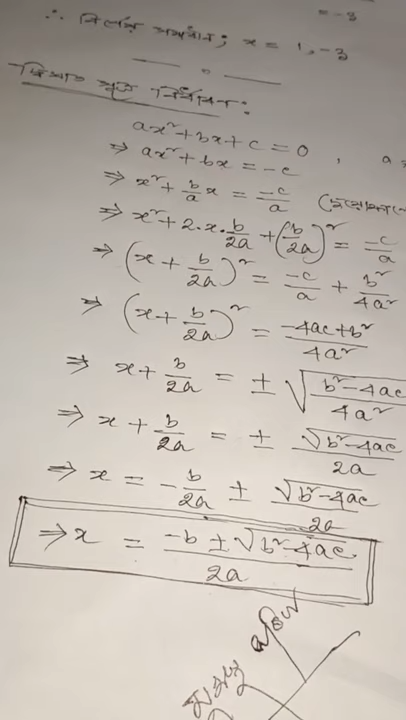 = -3
∴ নির্ণেয় সমাধান; x = 1, -3
দ্বিঘাত সূত্র নির্ণয়:
ax² + bx + c = 0 , a
⇒ ax² + bx = -c
⇒ x² + b/a x = -c/a
⇒ x² + 2.x.b/2a + (b/2a)² = -c/a
⇒ (x + b/2a)² = -c/a + b²/4a²
⇒ (x + b/2a)² = -4ac+b²/4a²
⇒ x + b/2a = ± √b²-4ac/4a²
⇒ x + b/2a = ± √b²-4ac/2a
⇒ x = -b/2a ± √b²-4ac/2a
⇒ x = -b ± √b²-4ac/2a